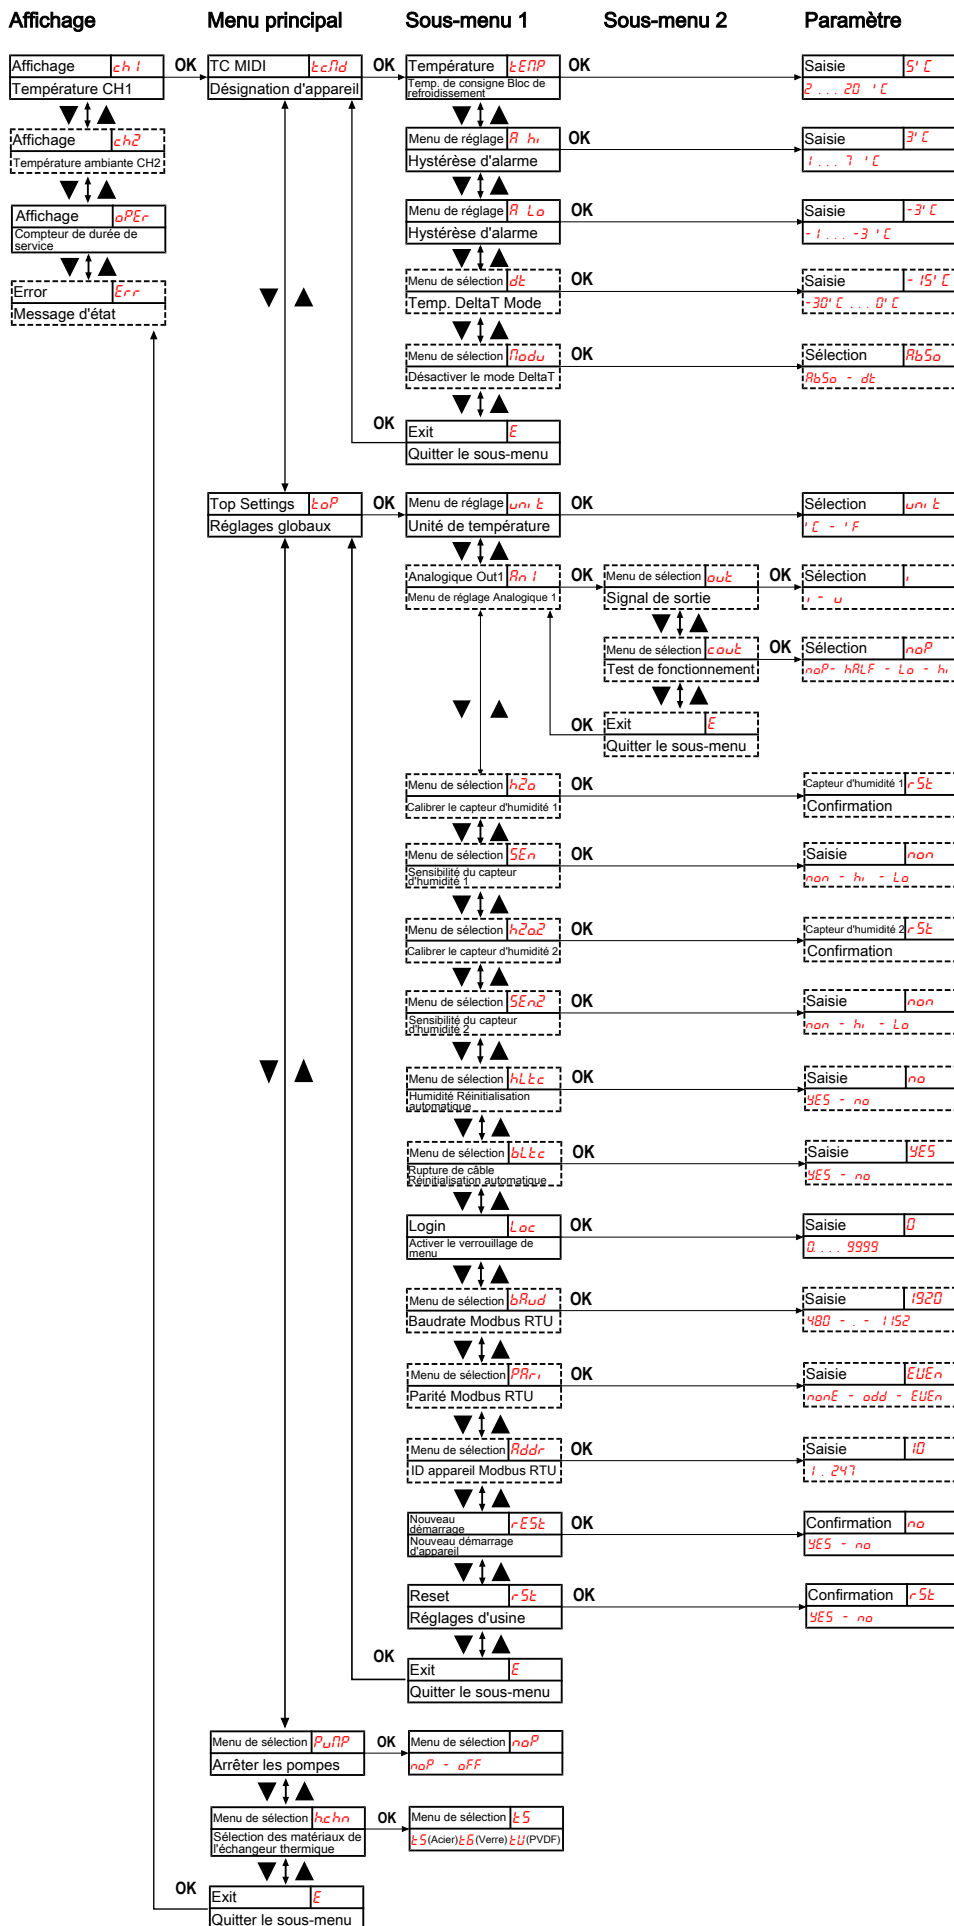 Affichage Menu principal Sous-menu 1 Sous-menu 2 Paramètre
Affichage ch1 OK TC MIDI tc.Md OK Température tEMP OK Saisie 5°C
Température CH1 Désignation d'appareil Temp. de consigne Bloc de refroidissement 2 ... 20 °C
Affichage ch2 Menu de réglage A hi OK Saisie 3°C
Température ambiante CH2 Hystérèse d'alarme 1 ... 7 °C
Affichage oPEr Menu de réglage A Lo OK Saisie -3°C
Compteur de durée de service Hystérèse d'alarme -1 ... -3 °C
Error Err Menu de sélection dt OK Saisie -15°C
Message d'état Temp. DeltaT Mode -30°C ... 0°C
Menu de sélection Modu OK Sélection AbSo
Désactiver le mode DeltaT AbSo - dt
OK Exit E
Quitter le sous-menu
Top Settings toP OK Menu de réglage unit OK Sélection unit
Réglages globaux Unité de température °C - °F
Analogique Out1 An1 OK Menu de sélection out OK Sélection i
Menu de réglage Analogique 1 Signal de sortie i - u
Menu de sélection cout OK Sélection noP
Test de fonctionnement noP- hALF - Lo - hi
OK Exit E
Quitter le sous-menu
Menu de sélection h2o OK Capteur d'humidité 1 rSt
Calibrer le capteur d'humidité 1 Confirmation
Menu de sélection SEn OK Saisie non
Sensibilité du capteur d'humidité 1 non - hi - Lo
Menu de sélection h2o.2 OK Capteur d'humidité 2 rSt
Calibrer le capteur d'humidité 2 Confirmation
Menu de sélection SEn.2 OK Saisie non
Sensibilité du capteur d'humidité 2 non - hi - Lo
Menu de sélection hLtc OK Saisie no
Humidité Réinitialisation automatique YES - no
Menu de sélection bLtc OK Saisie YES
Rupture de câble Réinitialisation automatique YES - no
Login Loc OK Saisie 0
Activer le verrouillage de menu 0. ... 9999
Menu de sélection bAud OK Saisie 1920
Baudrate Modbus RTU 480 - . - 1152
Menu de sélection PAri OK Saisie EUEn
Parité Modbus RTU nonE - odd - EUEn
Menu de sélection Addr OK Saisie 10
ID appareil Modbus RTU 1 . 247
Nouveau démarrage rESt OK Confirmation no
Nouveau démarrage d'appareil YES - no
Reset rSt OK Confirmation rSt
Réglages d'usine YES - no
OK Exit E
Quitter le sous-menu
Menu de sélection PuMP OK Menu de sélection noP
Arrêter les pompes noP - oFF
Menu de sélection h.chn OK Menu de sélection tS
Sélection des matériaux de l'échangeur thermique tS(Acier) tG(Verre) tU(PVDF)
OK Exit E
Quitter le sous-menu